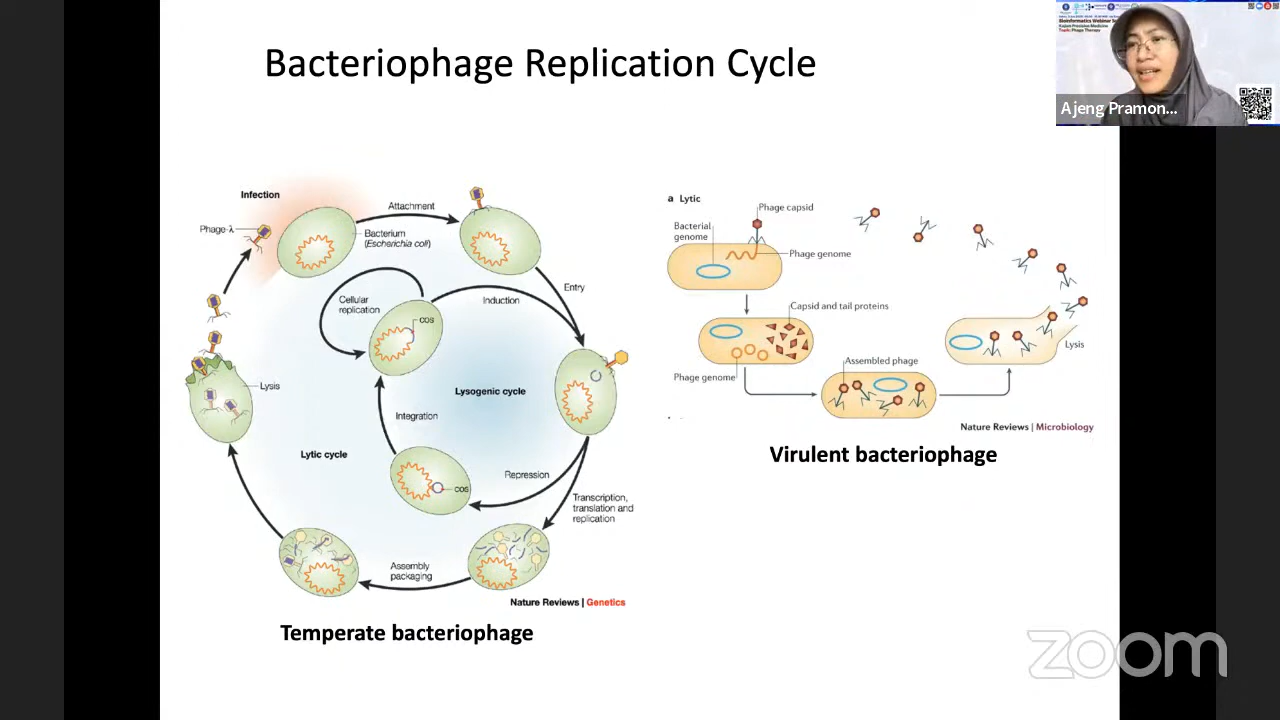 Bacteriophage Replication Cycle
Topic: Phage Therapy
Ajeng Pramon...
Infection
Attachment
Phage-λ
Bacterium
(Escherichia coli)
Entry
Induction
Cellular
replication
cos
Lysogenic cycle
Lysis
Integration
Lytic cycle
Repression
cos
Transcription,
translation and
replication
Assembly
packaging
Nature Reviews | Genetics
Temperate bacteriophage
a Lytic
Phage capsid
Bacterial
genome
Phage genome
Capsid and tail proteins
Lysis
Assembled phage
Phage genome
Nature Reviews | Microbiology
Virulent bacteriophage
zoom